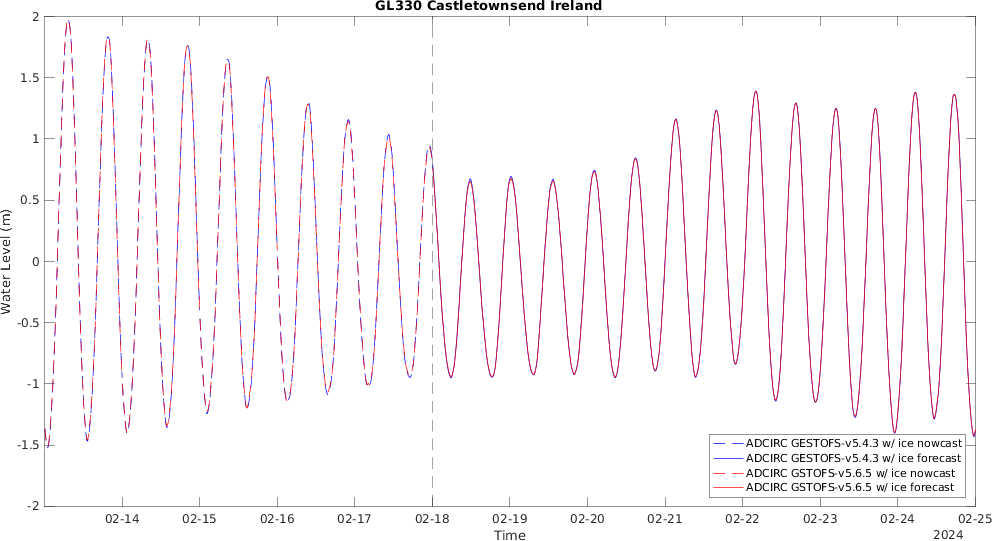 GL330 Castletownsend Ireland
2
1.5
1
0.5
0
-0.5
-1
-1.5
-2
Water Level (m)
ADCIRC GESTOFS-v5.4.3 w/ ice nowcast
ADCIRC GESTOFS-v5.4.3 w/ ice forecast
ADCIRC GSTOFS-v5.6.5 w/ ice nowcast
ADCIRC GSTOFS-v5.6.5 w/ ice forecast
02-14 02-15 02-16 02-17 02-18 02-19 02-20 02-21 02-22 02-23 02-24 02-25
Time
2024